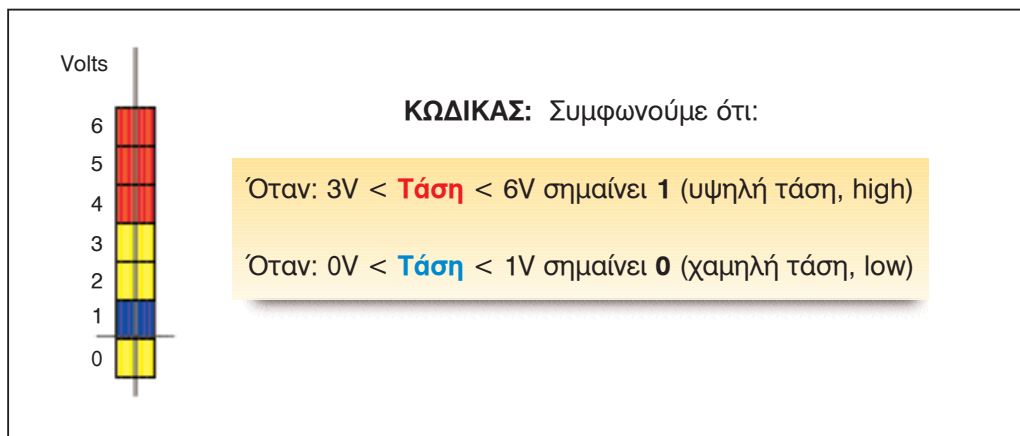 Volts
6
5
4
3
2
1
0
ΚΩΔΙΚΑΣ: Συμφωνούμε ότι:
Όταν: 3V < Τάση < 6V σημαίνει 1 (υψηλή τάση, high)
Όταν: 0V < Τάση < 1V σημαίνει 0 (χαμηλή τάση, low)